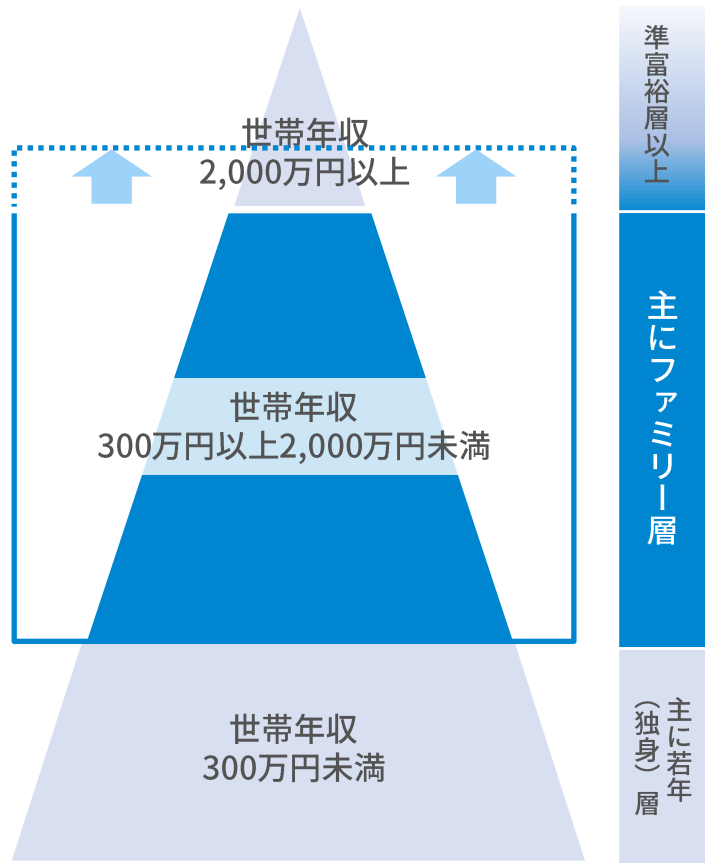 世帯年収
2,000万円以上
準富裕層以上
世帯年収
300万円以上2,000万円未満
主にファミリー層
世帯年収
300万円未満
主に若年
（独身）層